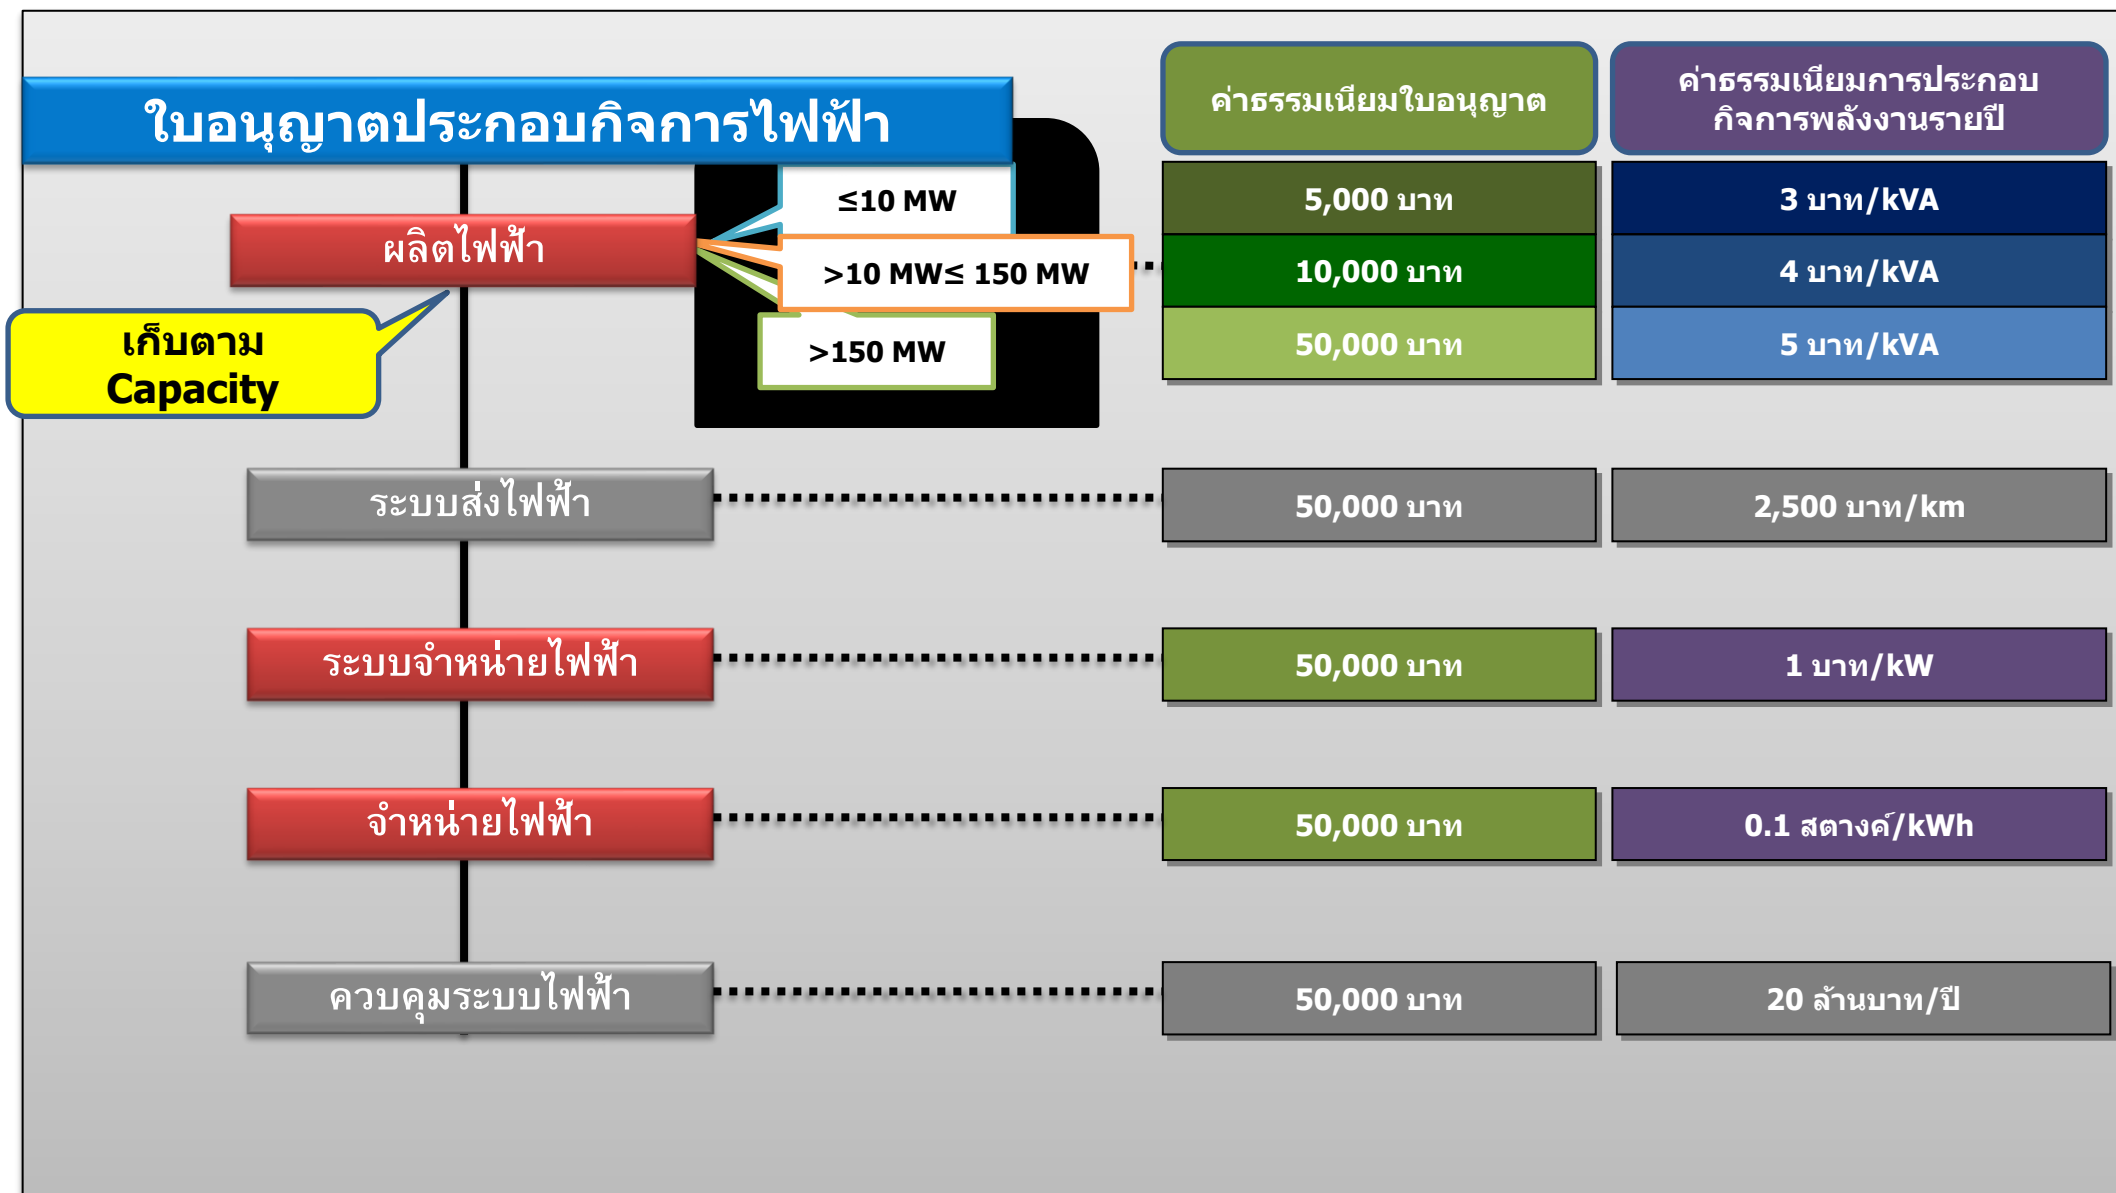 ใบอนุญาตประกอบกิจการไฟฟ้า
ค่าธรรมเนียมใบอนุญาต
ค่าธรรมเนียมการประกอบ
กิจการพลังงานรายปี
ผลิตไฟฟ้า
≤10 MW
5,000 บาท
3 บาท/kVA
>10 MW≤ 150 MW
10,000 บาท
4 บาท/kVA
>150 MW
50,000 บาท
5 บาท/kVA
เก็บตาม
Capacity
ระบบส่งไฟฟ้า
50,000 บาท
2,500 บาท/km
ระบบจำหน่ายไฟฟ้า
50,000 บาท
1 บาท/kW
จำหน่ายไฟฟ้า
50,000 บาท
0.1 สตางค์/kWh
ควบคุมระบบไฟฟ้า
50,000 บาท
20 ล้านบาท/ปี